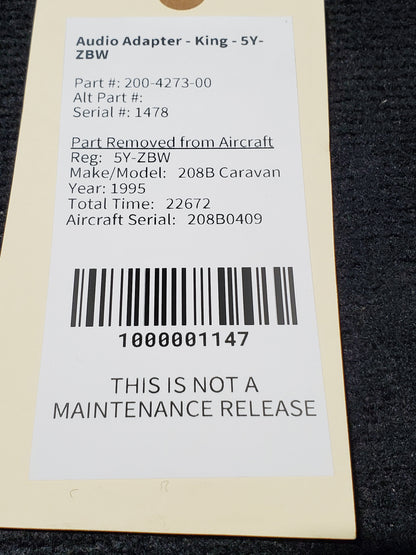 Audio Adapter - King - 5Y-
ZBW
Part #: 200-4273-00
Alt Part #:
Serial #: 1478
Part Removed from Aircraft
Reg: 5Y-ZBW
Make/Model: 208B Caravan
Year: 1995
Total Time: 22672
Aircraft Serial: 208B0409
1000001147
THIS IS NOT A
MAINTENANCE RELEASE